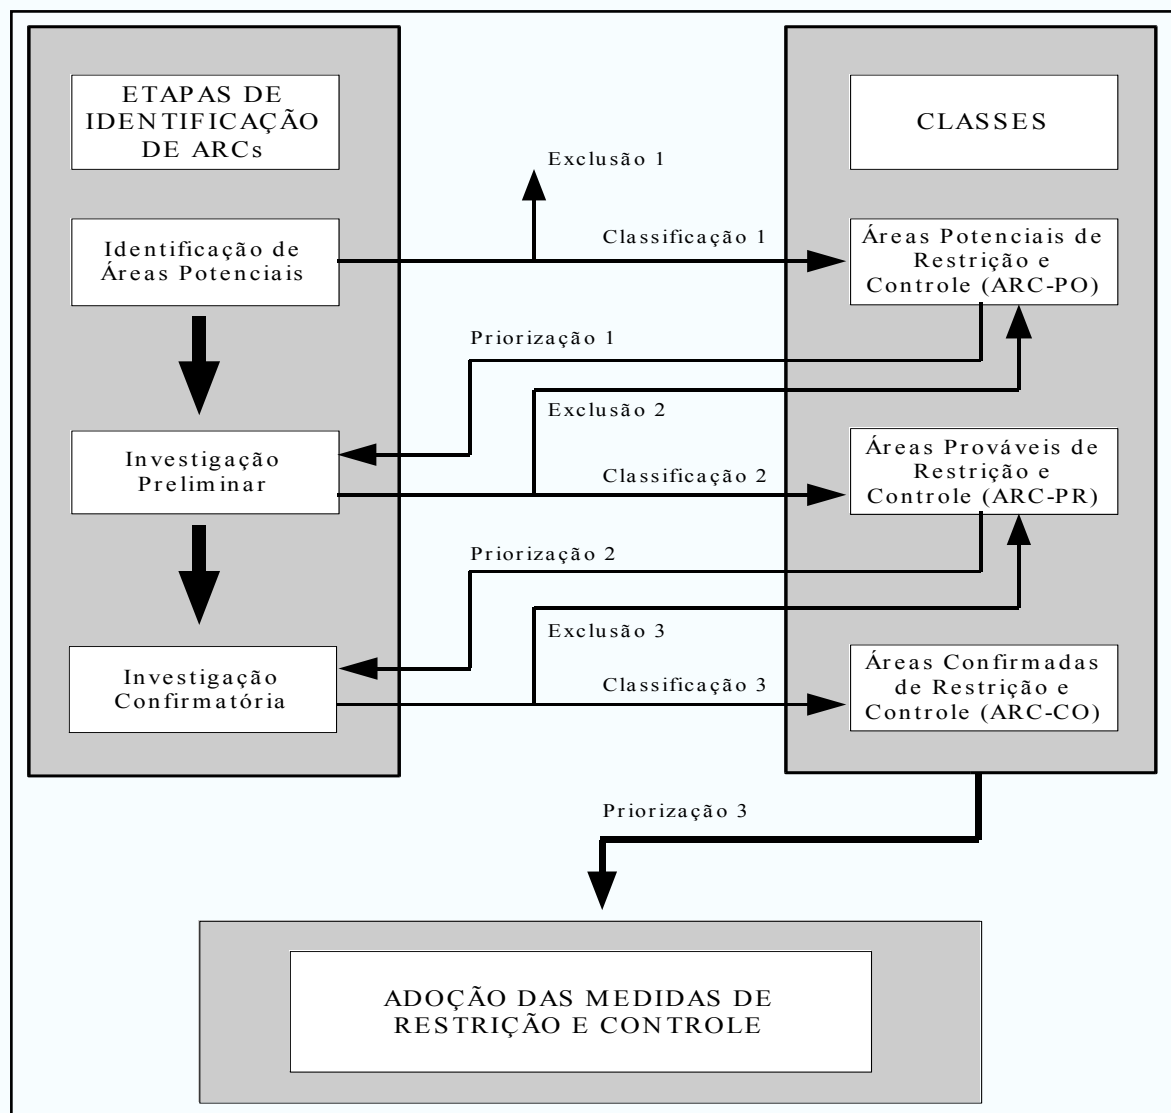 ETAPAS DE
IDENTIFICAÇÃO
DE ARCs
CLASSES
Exclusão 1
Identificação de
Áreas Potenciais
Classificação 1
Áreas Potenciais de
Restrição e
Controle (ARC-PO)
Priorização 1
Exclusão 2
Investigação
Preliminar
Classificação 2
Áreas Prováveis de
Restrição e
Controle (ARC-PR)
Priorização 2
Exclusão 3
Investigação
Confirmatória
Classificação 3
Áreas Confirmadas
de Restrição e
Controle (ARC-CO)
Priorização 3
ADOÇÃO DAS MEDIDAS DE
RESTRIÇÃO E CONTROLE